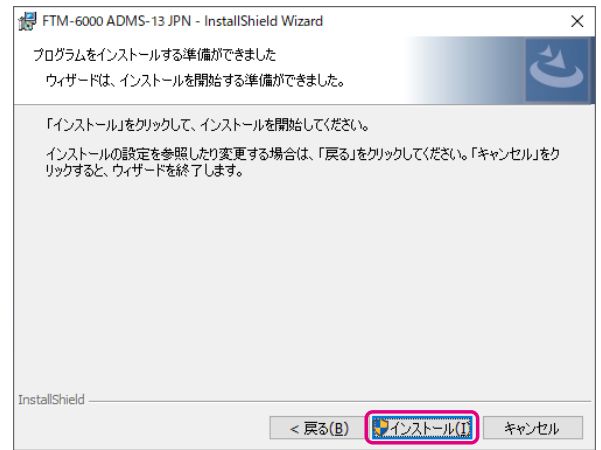 FTM-6000 ADMS-13 JPN - InstallShield Wizard
プログラムをインストールする準備ができました
ウィザードは、インストールを開始する準備ができました。
「インストール」をクリックして、インストールを開始してください。
インストールの設定を参照したり変更する場合は、「戻る」をクリックしてください。「キャンセル」をク
リックすると、ウィザードを終了します。
InstallShield
< 戻る(B) インストール(I) キャンセル